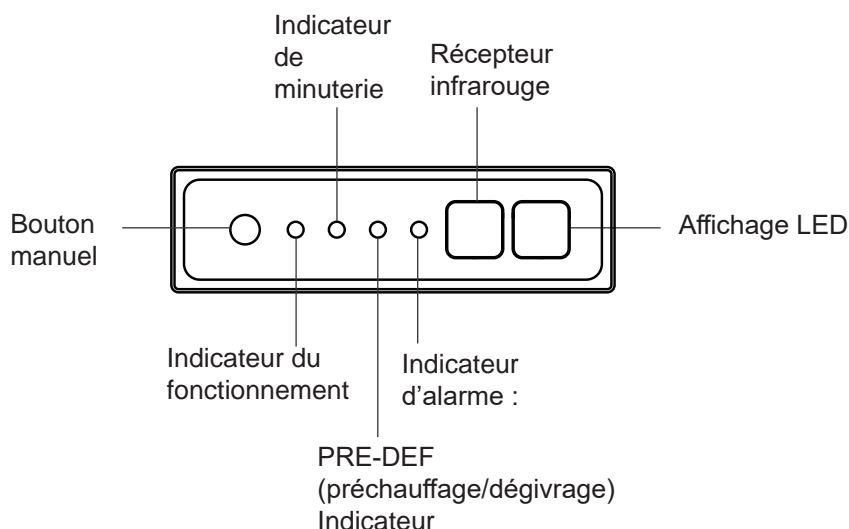 Indicateur
de
minuterie
Récepteur
infrarouge
Bouton
manuel
Affichage LED
Indicateur du
fonctionnement
Indicateur
d'alarme :
PRE-DEF
(préchauffage/dégivrage)
Indicateur